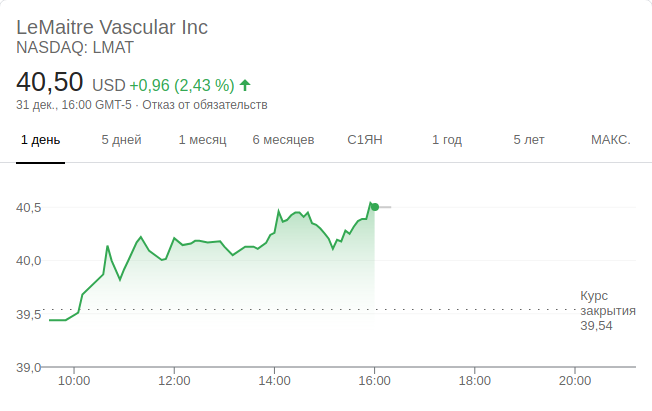 LeMaitre Vascular Inc
NASDAQ: LMAT
40,50 USD +0,96 (2,43 %)
31 дек., 16:00 GMT-5 · Отказ от обязательств
1 день 5 дней 1 месяц 6 месяцев С1ЯН 1 год 5 лет МАКС.
40,5
40,0
39,5
39,0
Курс
закрытия
39,54
10:00 12:00 14:00 16:00 18:00 20:00